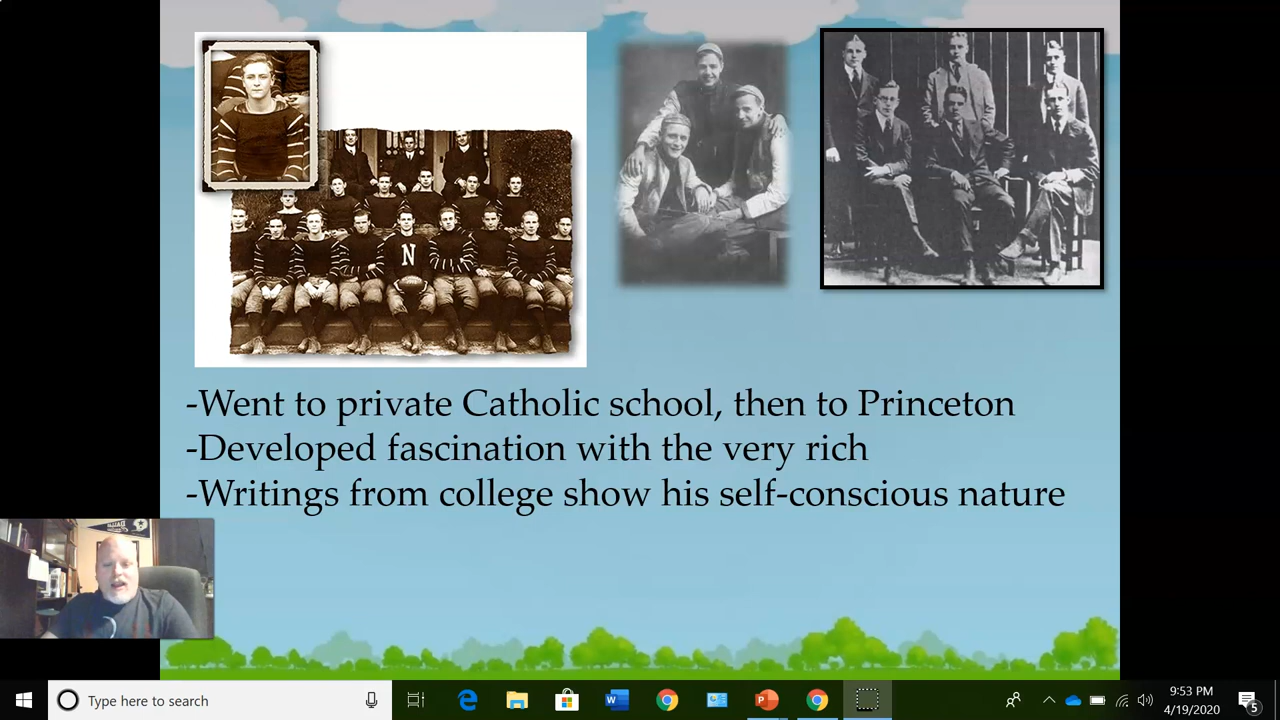 N
-Went to private Catholic school, then to Princeton
-Developed fascination with the very rich
-Writings from college show his self-conscious nature
Type here to search
9:53 PM
4/19/2020
5